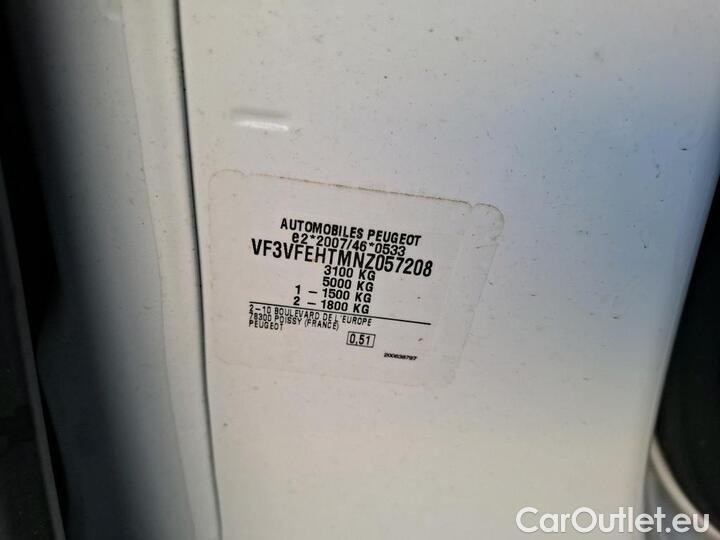 AUTOMOBILES PEUGEOT
e2*2007/46*0533
VF3VFEHTMNZ057208
3100 KG
5000 KG
1 - 1500 KG
2 - 1800 KG
2-10 BOULEVARD DE L'EUROPE
78300 POISSY (FRANCE)
PEUGEOT
0,51
200638797
CarOutlet.eu